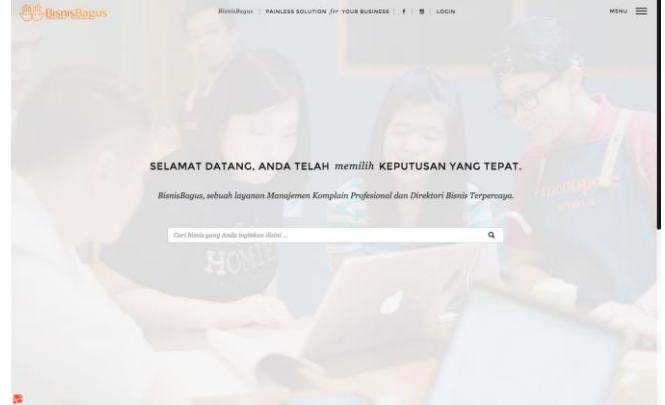 BisnisBagus
BisnisBagus | PAINLESS SOLUTION for YOUR BUSINESS | f | | LOGIN
MENU
SELAMAT DATANG, ANDA TELAH memilih KEPUTUSAN YANG TEPAT.
BisnisBagus, sebuah layanan Manajemen Komplain Profesional dan Direktori Bisnis Terpercaya.
Cari bisnis yang Anda inginkan disini ...
HOMIE